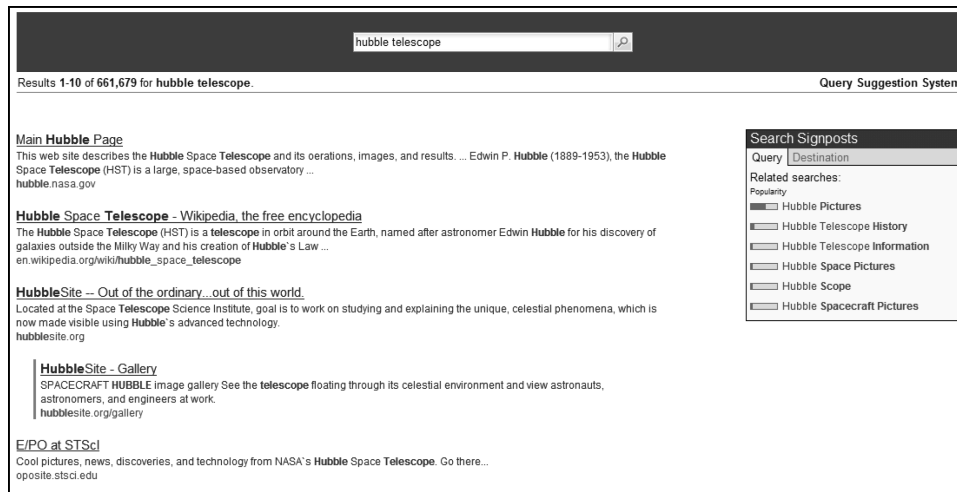 hubble telescope
Results 1-10 of 661,679 for hubble telescope.
Query Suggestion System
Main Hubble Page
This web site describes the Hubble Space Telescope and its oerations, images, and results. ... Edwin P. Hubble (1889-1953), the Hubble
Space Telescope (HST) is a large, space-based observatory ...
hubble.nasa.gov
Hubble Space Telescope - Wikipedia, the free encyclopedia
The Hubble Space Telescope (HST) is a telescope in orbit around the Earth, named after astronomer Edwin Hubble for his discovery of
galaxies outside the Milky Way and his creation of Hubble`s Law ...
en.wikipedia.org/wiki/hubble_space_telescope
HubbleSite -- Out of the ordinary...out of this world.
Located at the Space Telescope Science Institute, goal is to work on studying and explaining the unique, celestial phenomena, which is
now made visible using Hubble`s advanced technology.
hubblesite.org
HubbleSite - Gallery
SPACECRAFT HUBBLE image gallery See the telescope floating through its celestial environment and view astronauts,
astronomers, and engineers at work.
hubblesite.org/gallery
E/PO at STScI
Cool pictures, news, discoveries, and technology from NASA`s Hubble Space Telescope. Go there...
oposite.stsci.edu
Search Signposts
Query Destination
Related searches:
Popularity
Hubble Pictures
Hubble Telescope History
Hubble Telescope Information
Hubble Space Pictures
Hubble Scope
Hubble Spacecraft Pictures